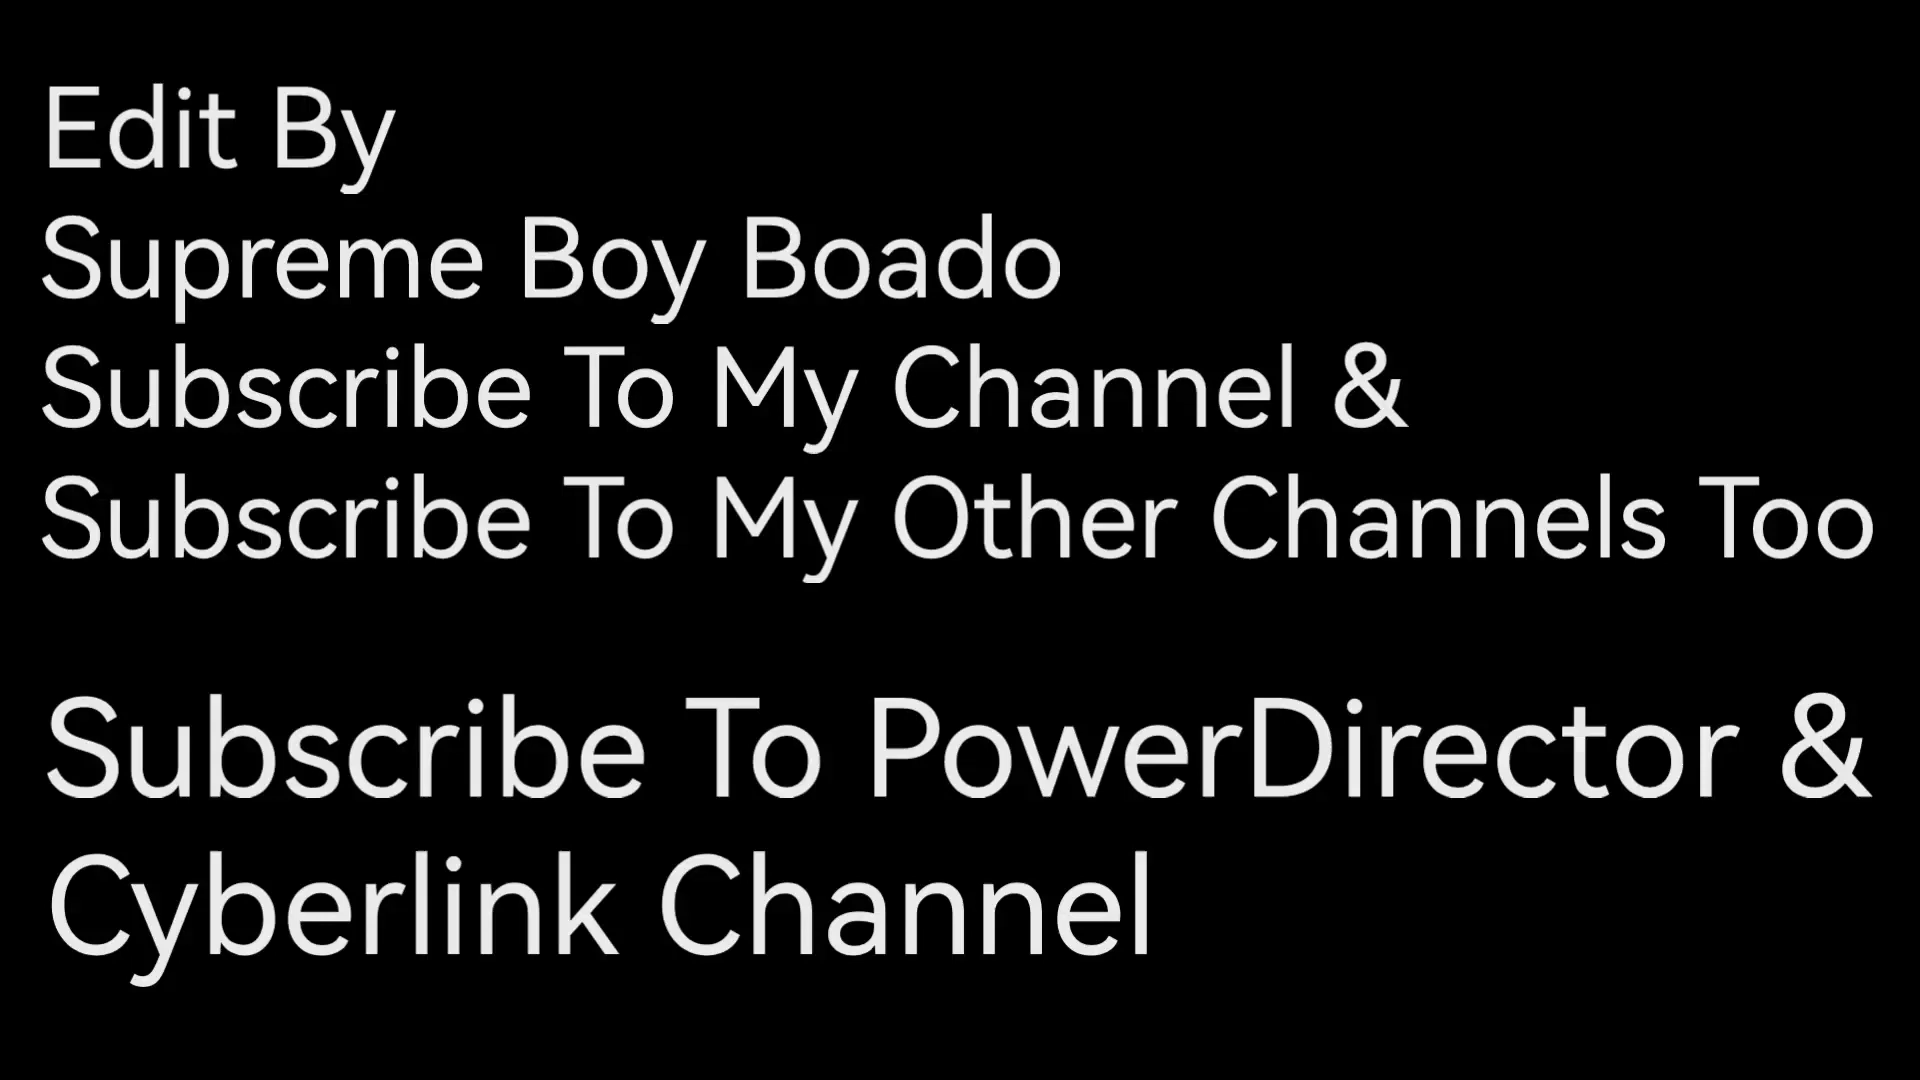 Edit By
Supreme Boy Boado
Subscribe To My Channel &
Subscribe To My Other Channels Too
Subscribe To PowerDirector &
Cyberlink Channel